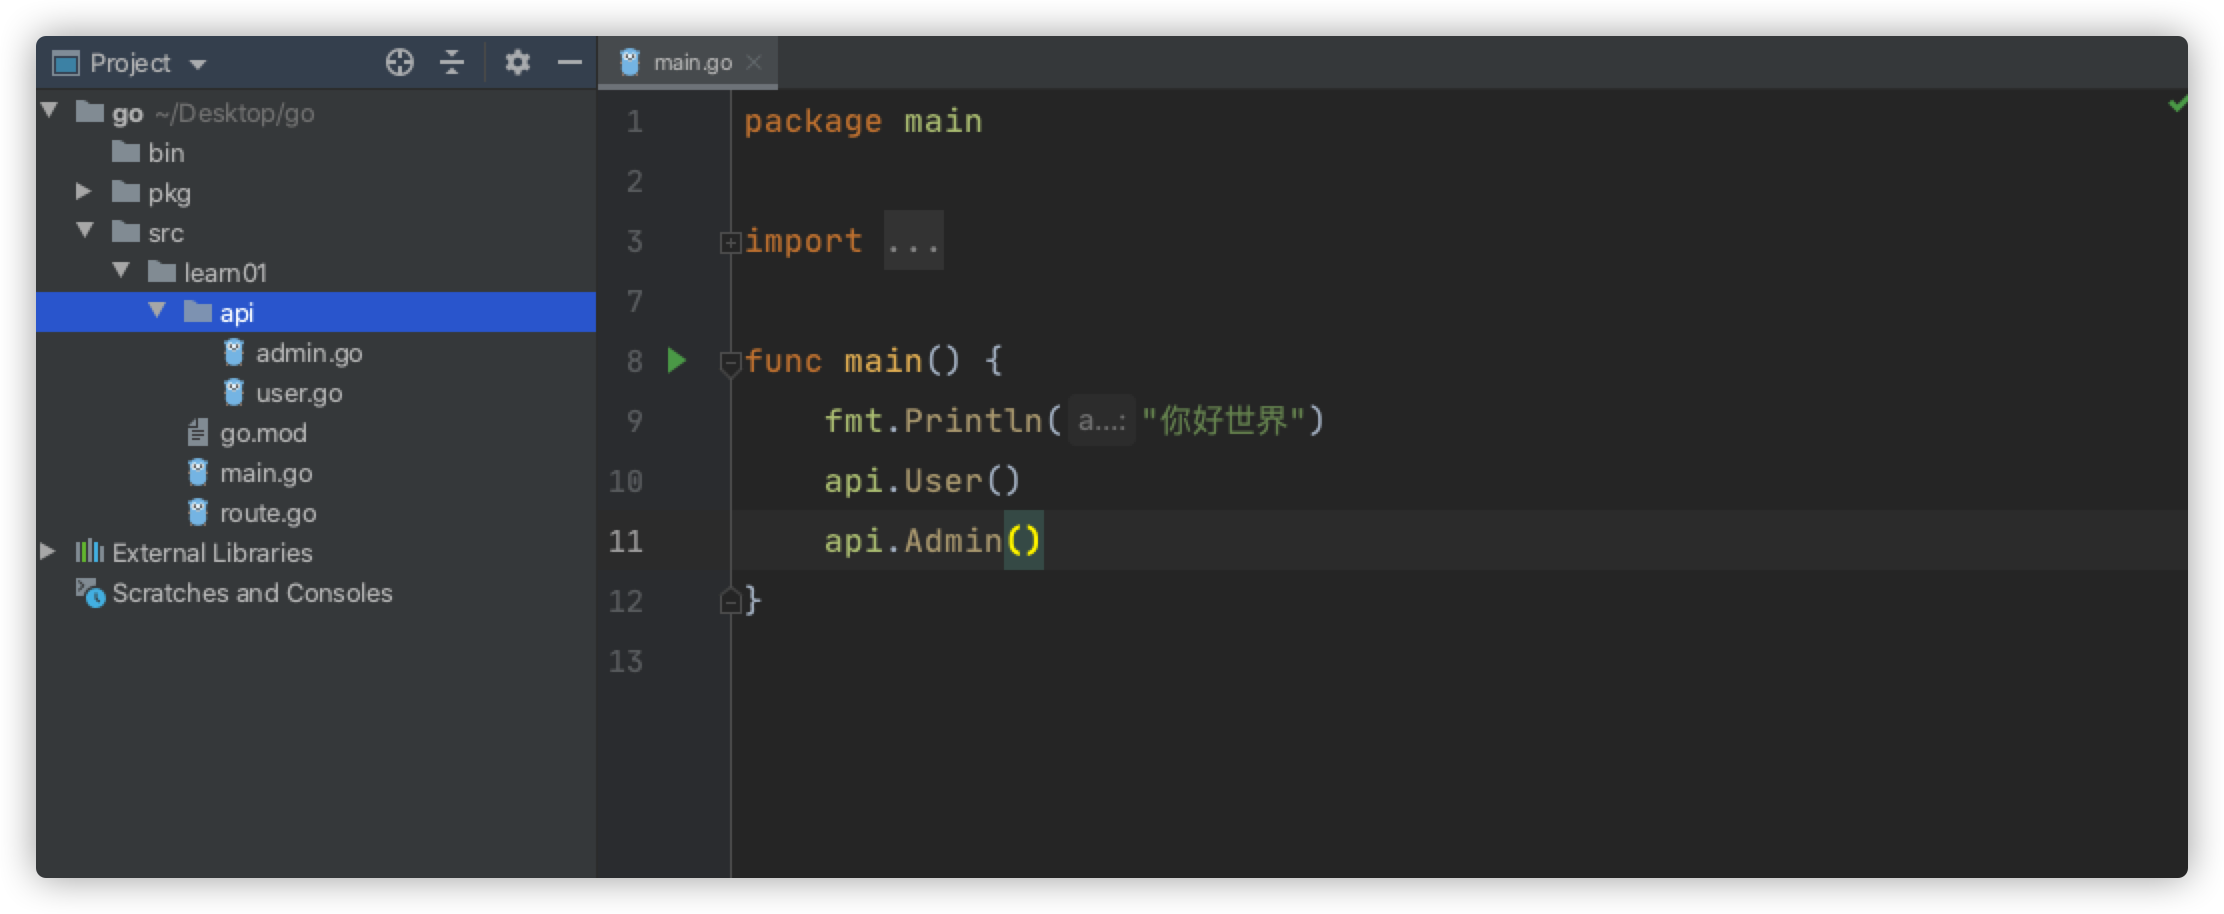 Project
main.go
go ~/Desktop/go
bin
pkg
src
learn01
api
admin.go
user.go
go.mod
main.go
route.go
External Libraries
Scratches and Consoles
1 package main
2
3 import ...
7
8 func main() {
9 fmt.Println( a...: "你好世界")
10 api.User()
11 api.Admin()
12 }
13